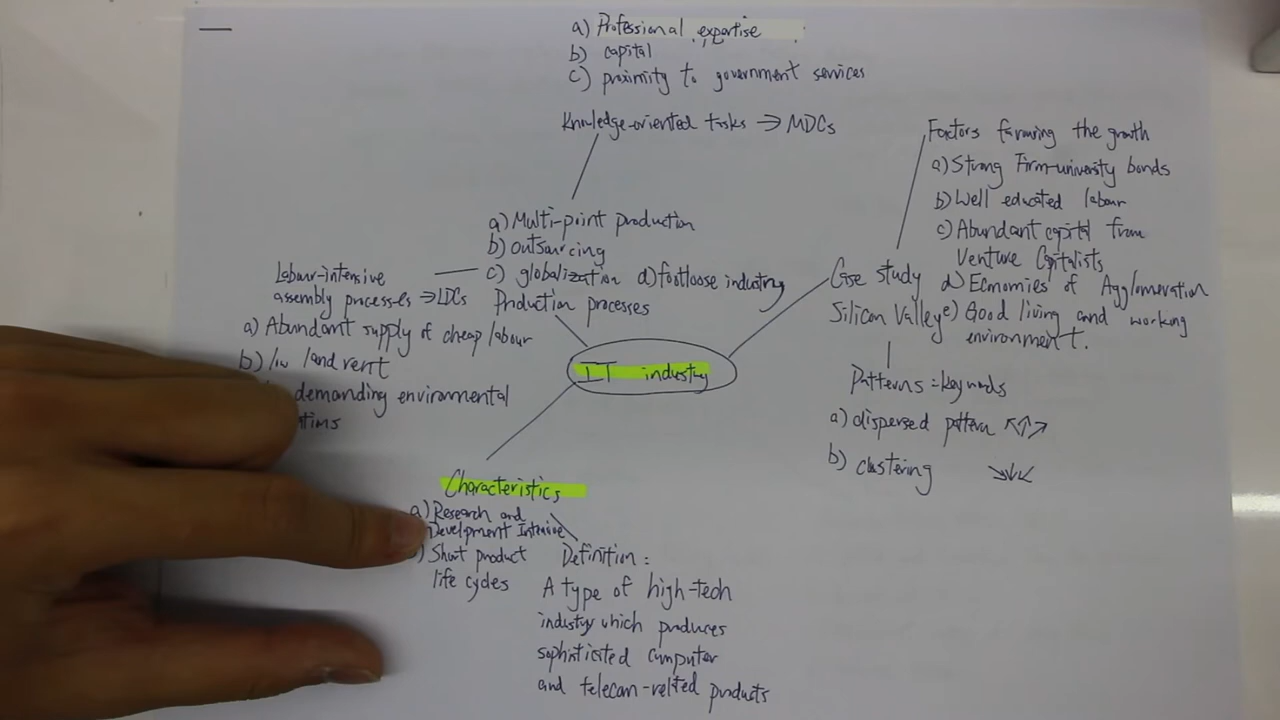 a) Professional expertise
b) capital
c) proximity to government services
Knowledge-oriented tasks → MDCs
a) Multi-point production
b) outsourcing
c) globalization d) footloose industry
Production processes
Labour-intensive
assembly processes → LDCs
a) Abundant supply of cheap labour
b) low land rent
demanding environmental
IT industry
Factors favouring the growth
a) Strong Firm-university bonds
b) Well educated labour
c) Abundant capital from
Venture Capitalists
d) Economies of Agglomeration
e) Good living and working
environment.
Case study
Silicon Valley
Patterns = keywords
a) dispersed pattern ↖↑↗
b) clustering ↘↓↙
Characteristics
a) Research and
Development Intensive
) Short product
life cycles
Definition :
A type of high-tech
industry which produces
sophisticated computer
and telecom-related products